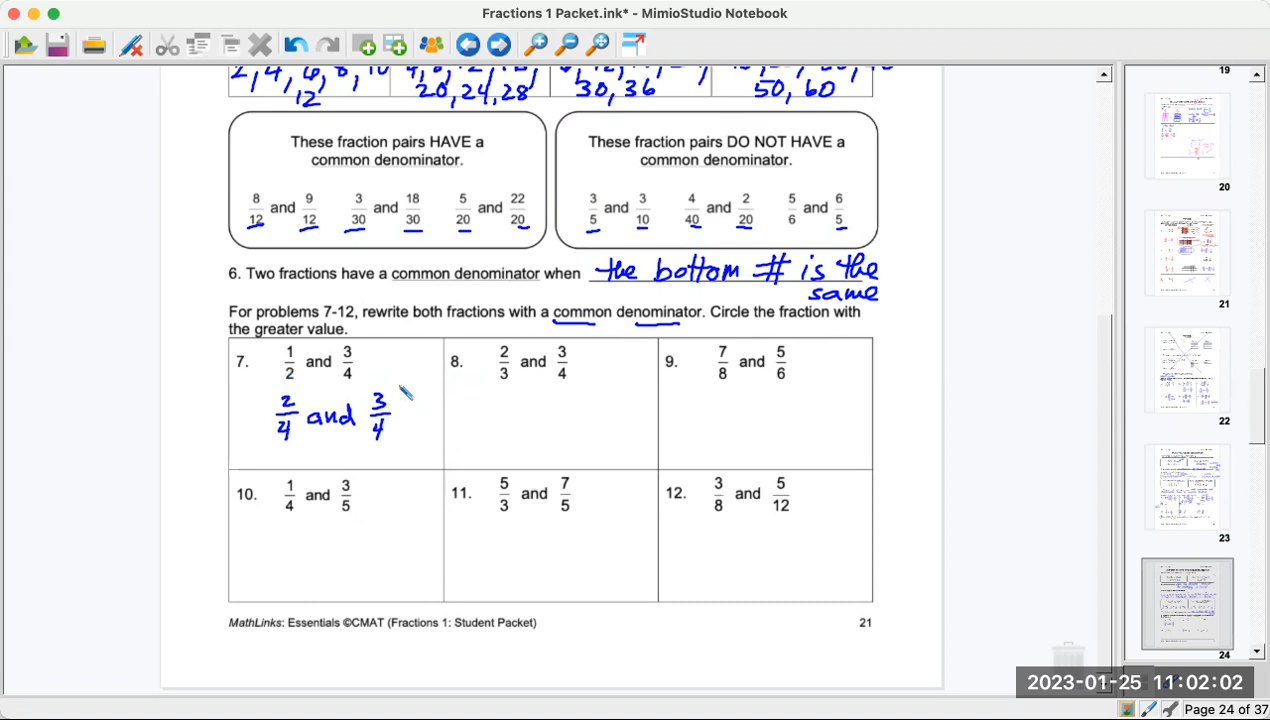 Fractions 1 Packet.ink* - MimioStudio Notebook
2, 4, 6, 8, 10
12
20, 24, 28
30, 36
50, 60
These fraction pairs HAVE a
common denominator.
8/12 and 9/12 3/30 and 18/30 5/20 and 22/20
These fraction pairs DO NOT HAVE a
common denominator.
3/5 and 3/10 4/40 and 2/20 5/6 and 6/5
6. Two fractions have a common denominator when the bottom # is the
same
For problems 7-12, rewrite both fractions with a common denominator. Circle the fraction with
the greater value.
7. 1/2 and 3/4
2/4 and 3/4
8. 2/3 and 3/4
9. 7/8 and 5/6
10. 1/4 and 3/5
11. 5/3 and 7/5
12. 3/8 and 5/12
MathLinks: Essentials ©CMAT (Fractions 1: Student Packet)
21
19
20
21
22
23
24
2023-01-25 11:02:02
Page 24 of 37